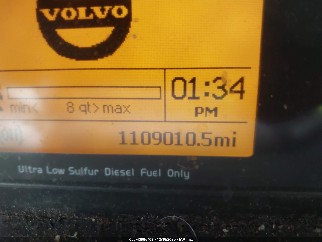 VOLVO
01:34
min< 8 qt>max
PM
1109010.5mi
Ultra Low Sulfur Diesel Fuel Only